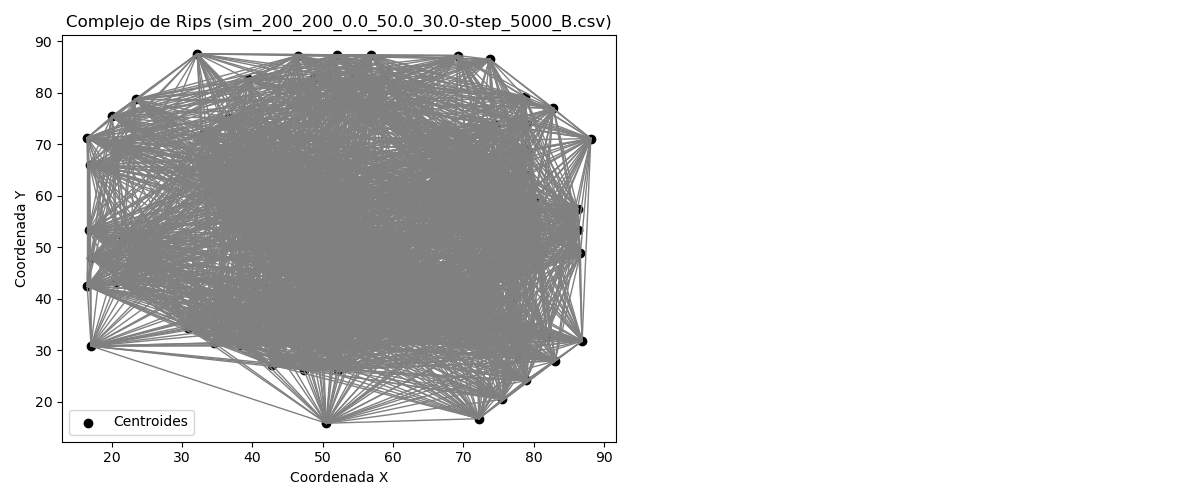 Complejo de Rips (sim_200_200_0.0_50.0_30.0-step_5000_B.csv)
90
80
70
60
50
40
30
20
Coordenada Y
Centroides
20 30 40 50 60 70 80 90
Coordenada X